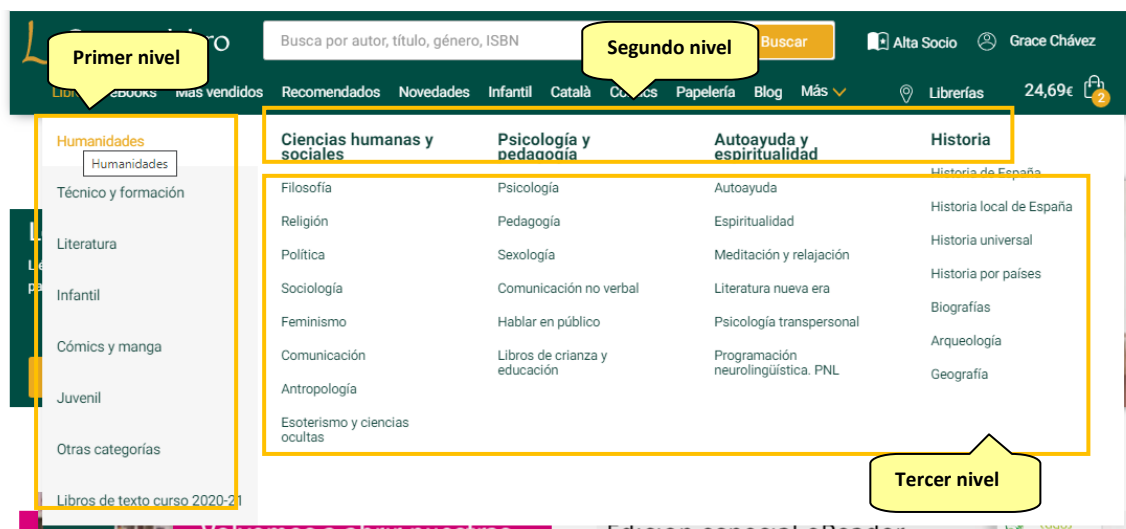 Primer nivel
ro
Busca por autor, título, género, ISBN
Segundo nivel
Buscar
Alta Socio
Grace Chávez
eBooks
Más vendidos
Recomendados
Novedades
Infantil
Català
Papelería
Blog
Más
Librerías
24,69€
2
Humanidades
Humanidades
Técnico y formación
Literatura
Infantil
Cómics y manga
Juvenil
Otras categorías
Libros de texto curso 2020-21
Ciencias humanas y
sociales
Filosofía
Religión
Política
Sociología
Feminismo
Comunicación
Antropología
Esoterismo y ciencias
ocultas
Psicología y
pedagogía
Psicología
Pedagogía
Sexología
Comunicación no verbal
Hablar en público
Libros de crianza y
educación
Autoayuda y
espiritualidad
Autoayuda
Espiritualidad
Meditación y relajación
Literatura nueva era
Psicología transpersonal
Programación
neurolingüística. PNL
Historia
Historia de España
Historia local de España
Historia universal
Historia por países
Biografías
Arqueología
Geografía
Tercer nivel